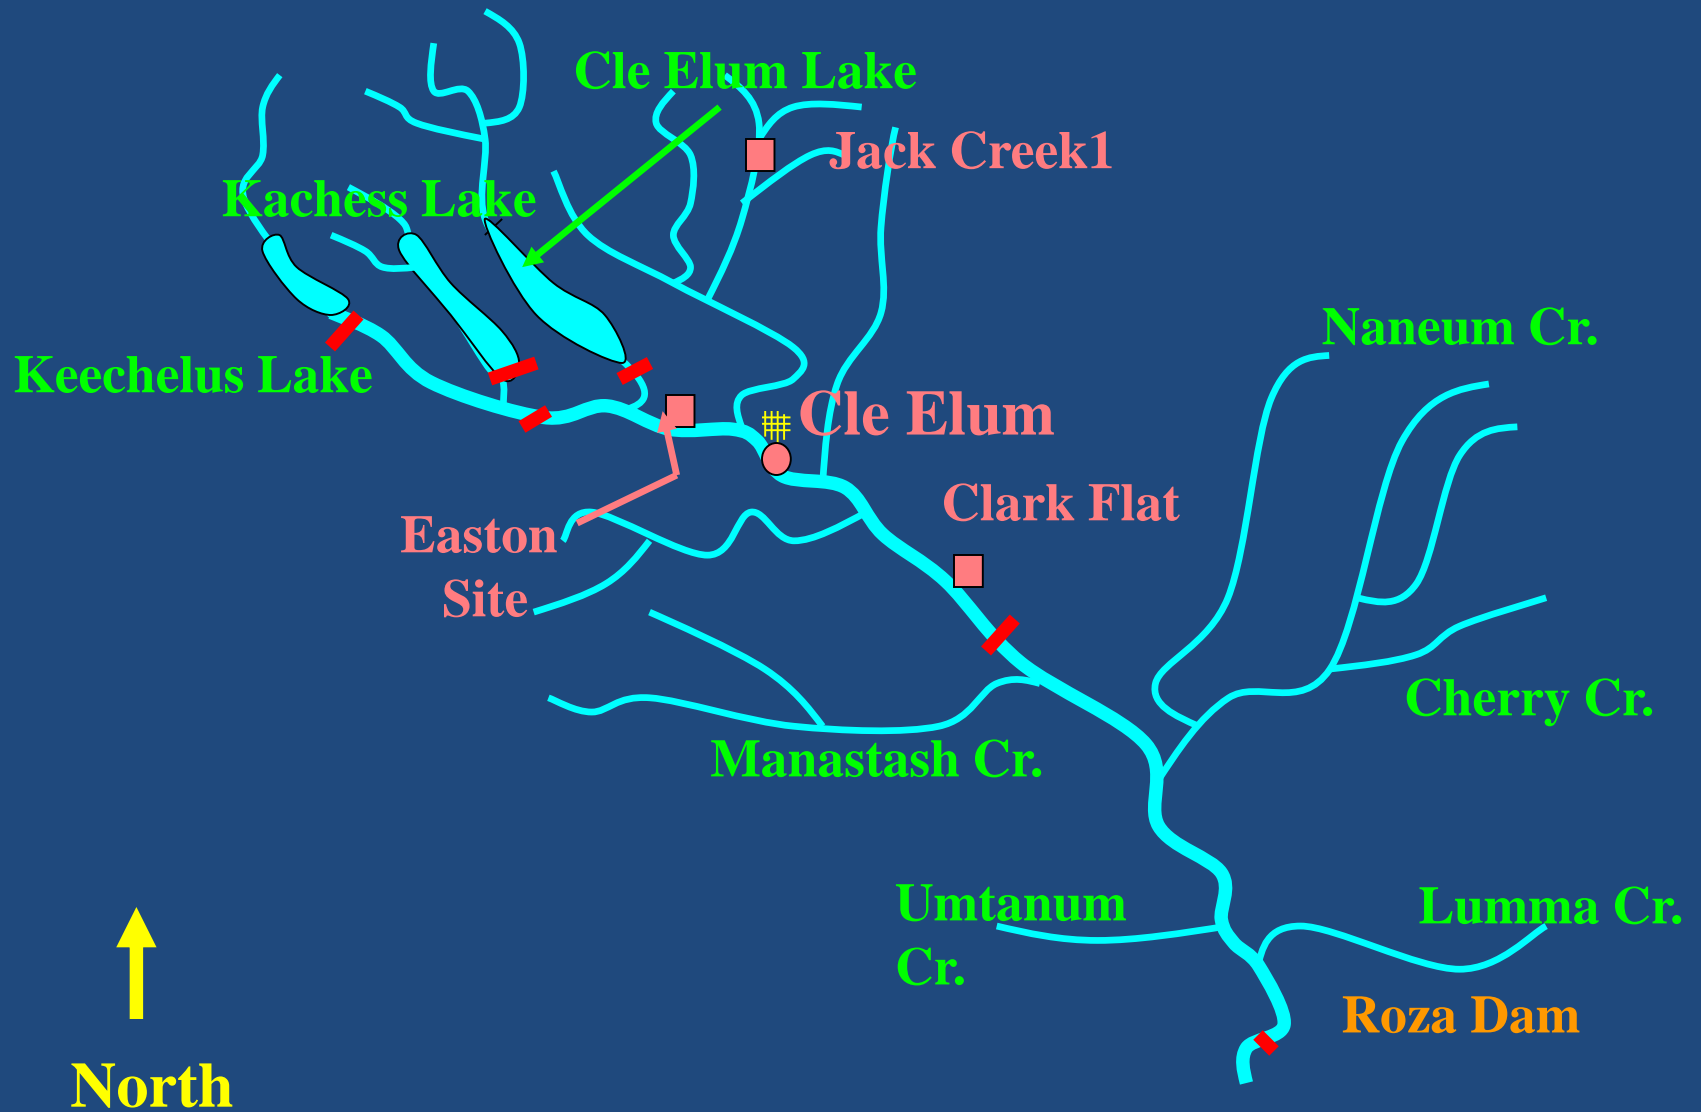 Cle Elum Lake
Jack Creek1
Kachess Lake
Naneum Cr.
Keechelus Lake
Cle Elum
Clark Flat
Easton
Site
Cherry Cr.
Manastash Cr.
Umtanum
Cr.
Lumma Cr.
Roza Dam
North